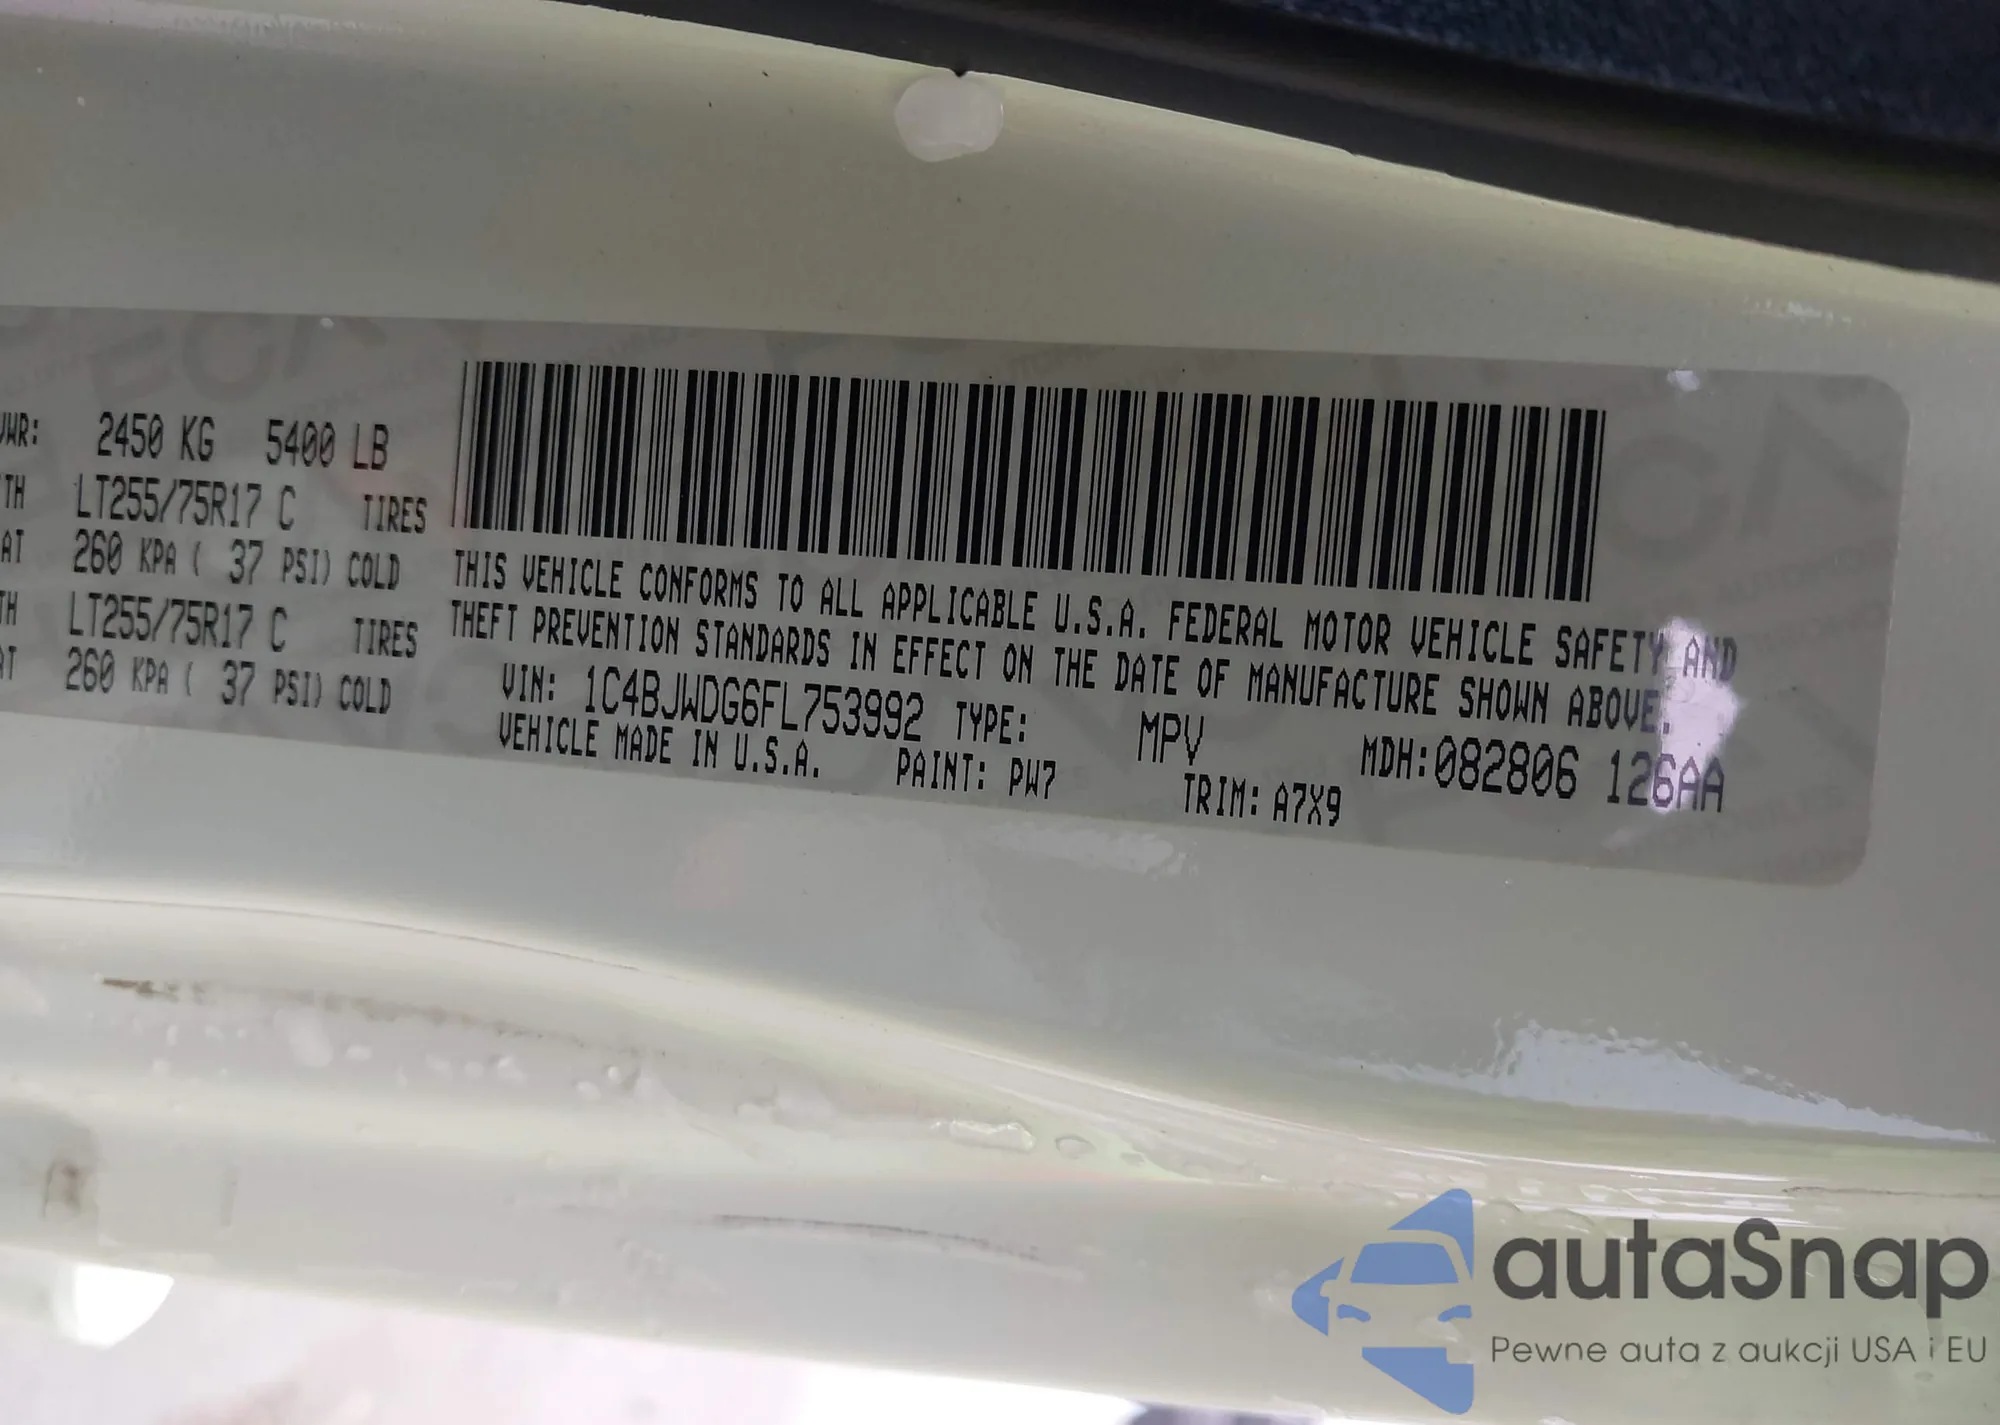 VWR: 2450 KG 5400 LB
TH LT255/75R17 C TIRES
AT 260 KPA ( 37 PSI) COLD
TH LT255/75R17 C TIRES
AT 260 KPA ( 37 PSI) COLD
THIS VEHICLE CONFORMS TO ALL APPLICABLE U.S.A. FEDERAL MOTOR VEHICLE SAFETY AND
THEFT PREVENTION STANDARDS IN EFFECT ON THE DATE OF MANUFACTURE SHOWN ABOVE.
VIN: 1C4BJWDG6FL753992 TYPE: MPV MDH:082806 126AA
VEHICLE MADE IN U.S.A. PAINT: PW7 TRIM: A7X9
autaSnap
Pewne auta z aukcji USA i EU